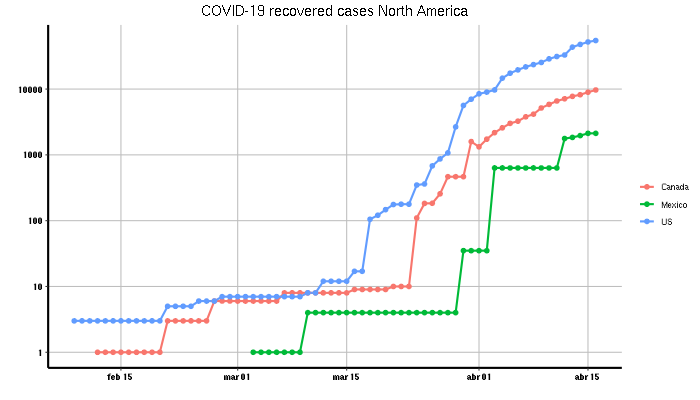 COVID-19 recovered cases North America
10000
1000
100
10
1
feb 15
mar 01
mar 15
abr 01
abr 15
Canada
Mexico
US